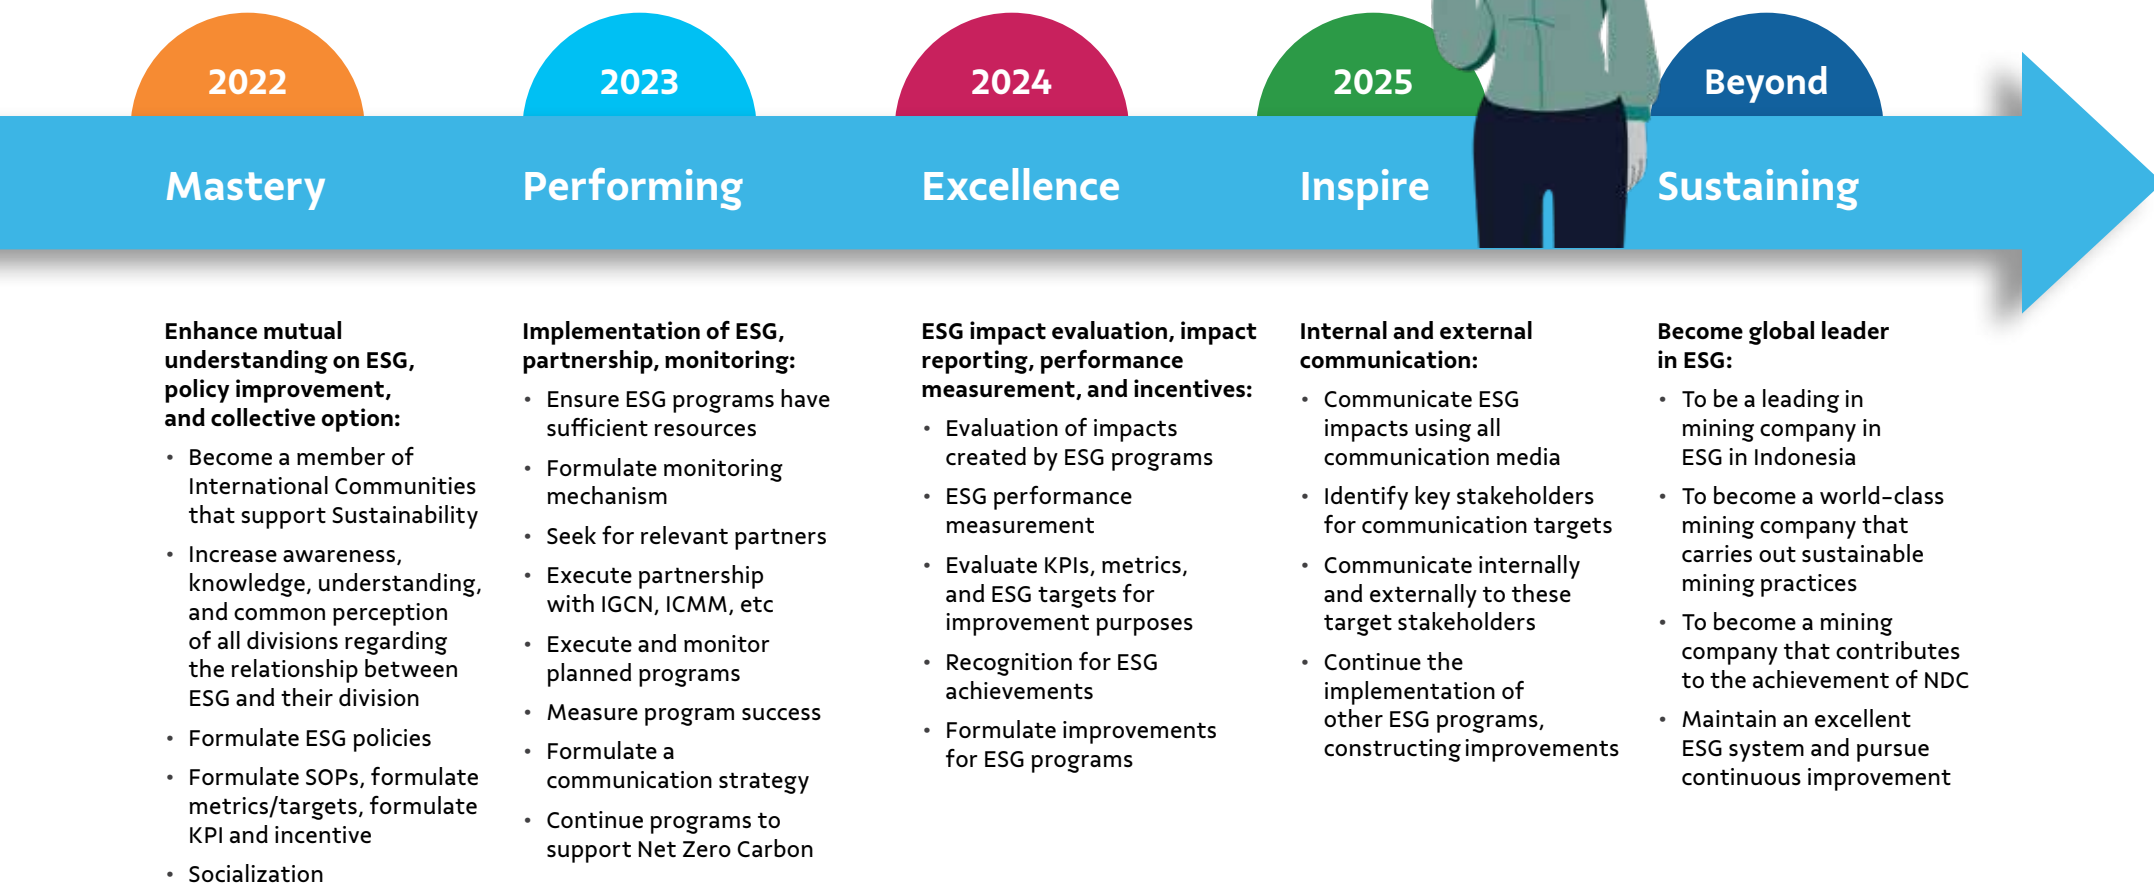 2022
2023
2024
2025
Beyond
Mastery
Performing
Excellence
Inspire
Sustaining
Enhance mutual
understanding on ESG,
policy improvement,
and collective option:
• Become a member of
International Communities
that support Sustainability
• Increase awareness,
knowledge, understanding,
and common perception
of all divisions regarding
the relationship between
ESG and their division
• Formulate ESG policies
• Formulate SOPs, formulate
metrics/targets, formulate
KPI and incentive
• Socialization
Implementation of ESG,
partnership, monitoring:
• Ensure ESG programs have
sufficient resources
• Formulate monitoring
mechanism
• Seek for relevant partners
• Execute partnership
with IGCN, ICMM, etc
• Execute and monitor
planned programs
• Measure program success
• Formulate a
communication strategy
• Continue programs to
support Net Zero Carbon
ESG impact evaluation, impact
reporting, performance
measurement, and incentives:
• Evaluation of impacts
created by ESG programs
• ESG performance
measurement
• Evaluate KPIs, metrics,
and ESG targets for
improvement purposes
• Recognition for ESG
achievements
• Formulate improvements
for ESG programs
Internal and external
communication:
• Communicate ESG
impacts using all
communication media
• Identify key stakeholders
for communication targets
• Communicate internally
and externally to these
target stakeholders
• Continue the
implementation of
other ESG programs,
constructing improvements
Become global leader
in ESG:
• To be a leading in
mining company in
ESG in Indonesia
• To become a world-class
mining company that
carries out sustainable
mining practices
• To become a mining
company that contributes
to the achievement of NDC
• Maintain an excellent
ESG system and pursue
continuous improvement